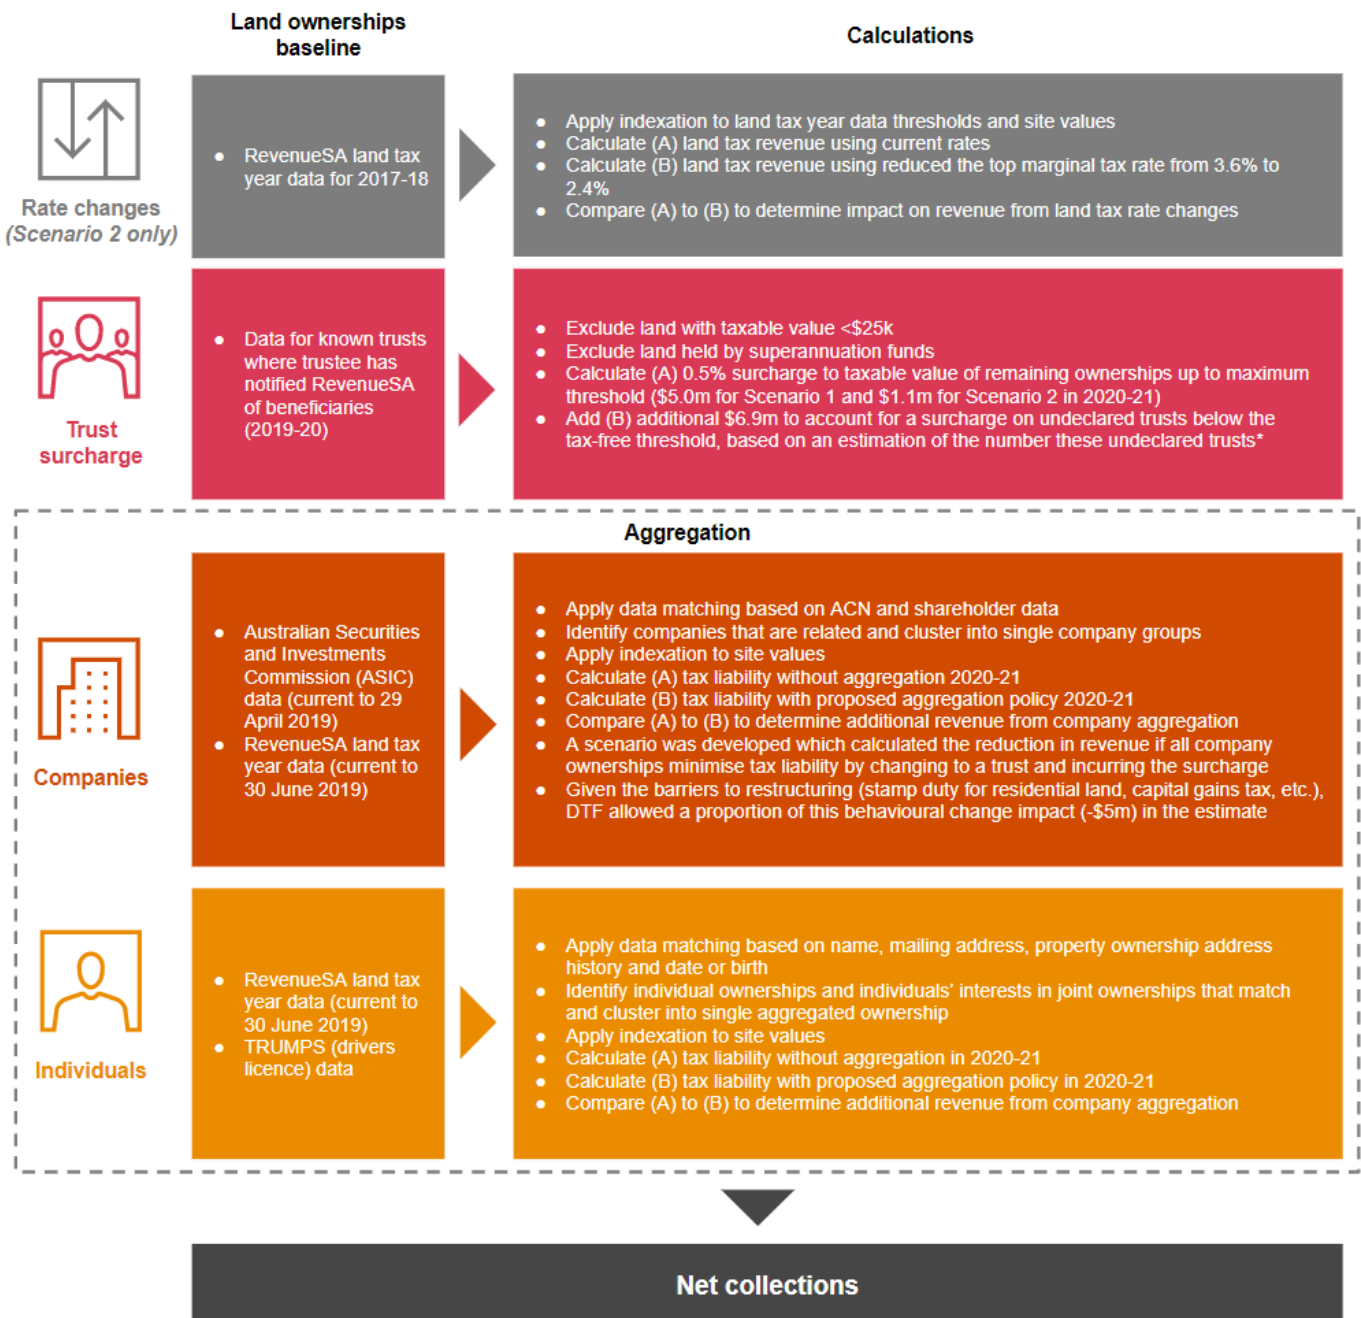 Land ownerships
baseline
Calculations
Rate changes
(Scenario 2 only)
● RevenueSA land tax
year data for 2017-18
● Apply indexation to land tax year data thresholds and site values
● Calculate (A) land tax revenue using current rates
● Calculate (B) land tax revenue using reduced the top marginal tax rate from 3.6% to
2.4%
● Compare (A) to (B) to determine impact on revenue from land tax rate changes
Trust
surcharge
● Data for known trusts
where trustee has
notified RevenueSA
of beneficiaries
(2019-20)
● Exclude land with taxable value <$25k
● Exclude land held by superannuation funds
● Calculate (A) 0.5% surcharge to taxable value of remaining ownerships up to maximum
threshold ($5.0m for Scenario 1 and $1.1m for Scenario 2 in 2020-21)
● Add (B) additional $6.9m to account for a surcharge on undeclared trusts below the
tax-free threshold, based on an estimation of the number these undeclared trusts*
Aggregation
Companies
● Australian Securities
and Investments
Commission (ASIC)
data (current to 29
April 2019)
● RevenueSA land tax
year data (current to
30 June 2019)
● Apply data matching based on ACN and shareholder data
● Identify companies that are related and cluster into single company groups
● Apply indexation to site values
● Calculate (A) tax liability without aggregation 2020-21
● Calculate (B) tax liability with proposed aggregation policy 2020-21
● Compare (A) to (B) to determine additional revenue from company aggregation
● A scenario was developed which calculated the reduction in revenue if all company
ownerships minimise tax liability by changing to a trust and incurring the surcharge
● Given the barriers to restructuring (stamp duty for residential land, capital gains tax, etc.),
DTF allowed a proportion of this behavioural change impact (-$5m) in the estimate
Individuals
● RevenueSA land tax
year data (current to
30 June 2019)
● TRUMPS (drivers
licence) data
● Apply data matching based on name, mailing address, property ownership address
history and date or birth
● Identify individual ownerships and individuals' interests in joint ownerships that match
and cluster into single aggregated ownership
● Apply indexation to site values
● Calculate (A) tax liability without aggregation in 2020-21
● Calculate (B) tax liability with proposed aggregation policy in 2020-21
● Compare (A) to (B) to determine additional revenue from company aggregation
Net collections